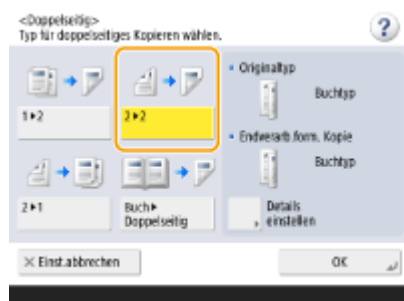 <Doppelseitig>
Typ für doppelseitiges Kopieren wählen.
?
• Originaltyp
Buchtyp
1▶2
2▶2
• Endverarb.form. Kopie
Buchtyp
2▶1
Buch▶
Doppelseitig
Details
einstellen
× Einst.abbrechen
OK